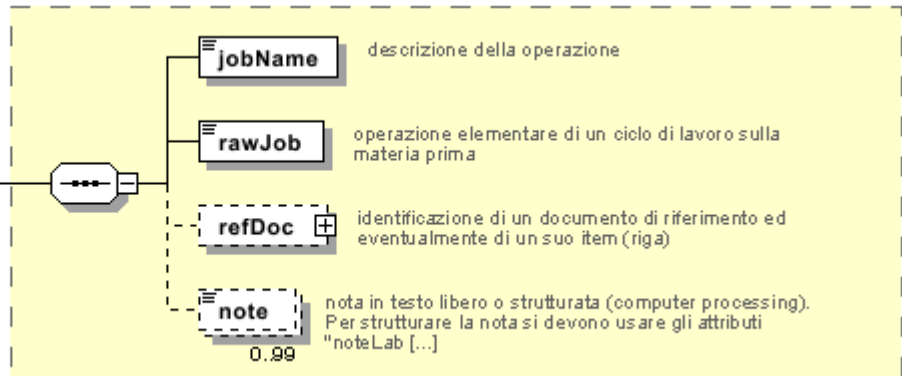 jobName
descrizione della operazione
rawJob
operazione elementare di un ciclo di lavoro sulla
materia prima
refDoc
identificazione di un documento di riferimento ed
eventualmente di un suo item (riga)
note
nota in testo libero o strutturata (computer processing).
Per strutturare la nota si devono usare gli attributi
"noteLab [...]
0..99